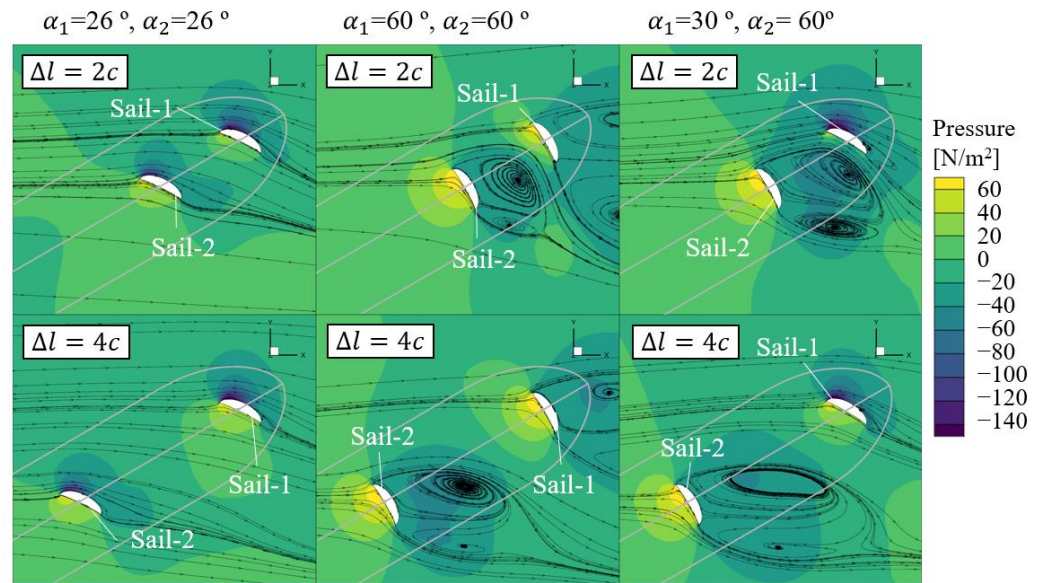 α₁=26 º, α₂=26 º
α₁=60 º, α₂=60 º
α₁=30 º, α₂= 60º
Δl = 2c
Sail-1
Sail-2
Y
X
Δl = 2c
Sail-1
Sail-2
Y
X
Δl = 2c
Sail-1
Sail-2
Y
X
Δl = 4c
Sail-1
Sail-2
Y
X
Δl = 4c
Sail-2
Sail-1
Y
X
Δl = 4c
Sail-1
Sail-2
Y
X
Pressure
[N/m²]
60
40
20
0
−20
−40
−60
−80
−100
−120
−140